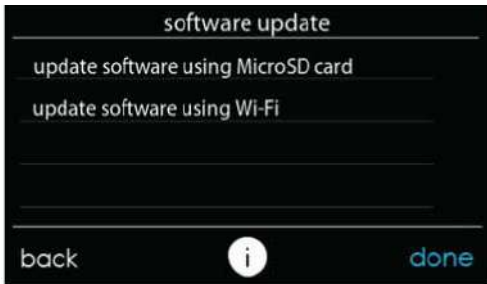 software update
update software using MicroSD card
update software using Wi-Fi
back
i
done